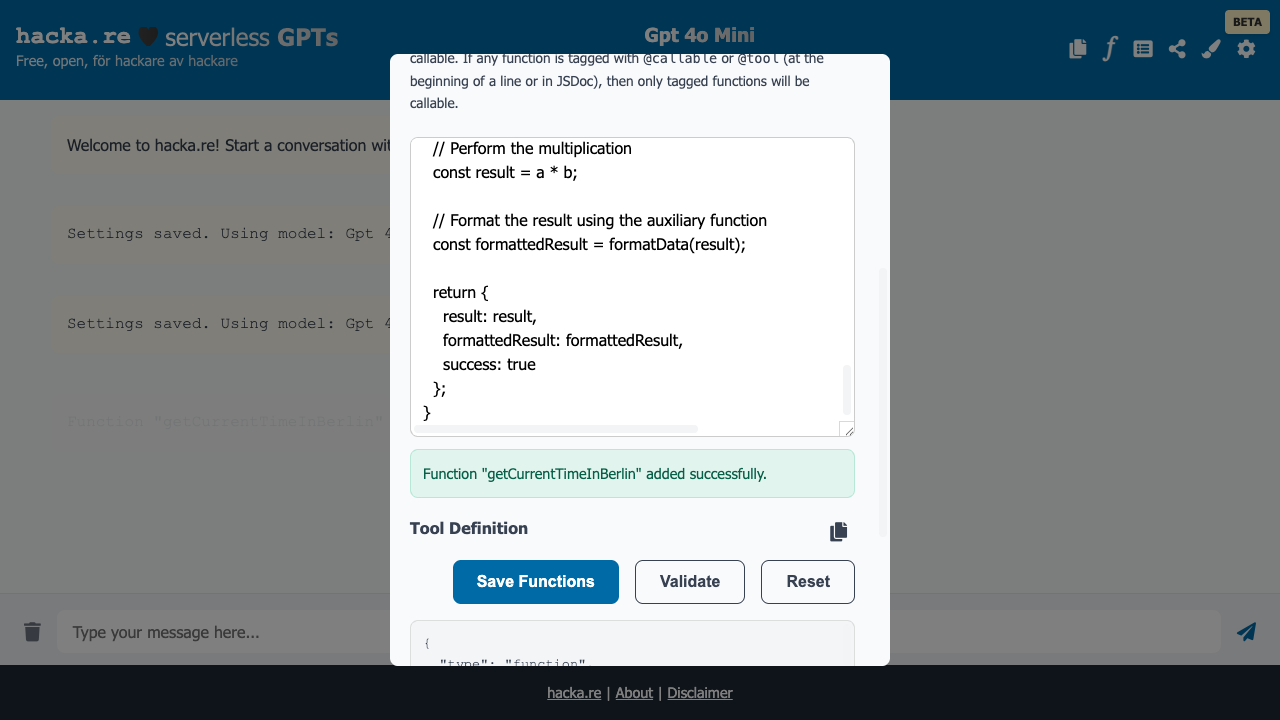 hacka.re 🖤 serverless GPTs
Free, open, för hackare av hackare
Gpt 4o Mini
BETA
callable. If any function is tagged with @callable or @tool (at the
beginning of a line or in JSDoc), then only tagged functions will be
callable.
Welcome to hacka.re! Start a conversation wit
Settings saved. Using model: Gpt 4
Settings saved. Using model: Gpt 4
Function "getCurrentTimeInBerlin"
// Perform the multiplication
const result = a * b;
// Format the result using the auxiliary function
const formattedResult = formatData(result);
return {
result: result,
formattedResult: formattedResult,
success: true
};
}
Function "getCurrentTimeInBerlin" added successfully.
Tool Definition
Save Functions
Validate
Reset
{
"type": "function",
Type your message here...
hacka.re | About | Disclaimer